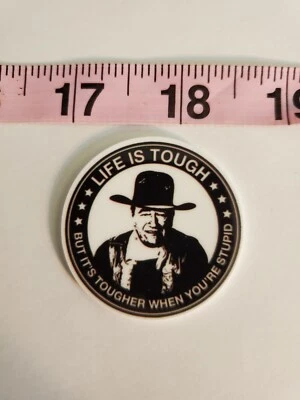 17 18 19
LIFE IS TOUGH
BUT IT'S TOUGHER WHEN YOU'RE STUPID